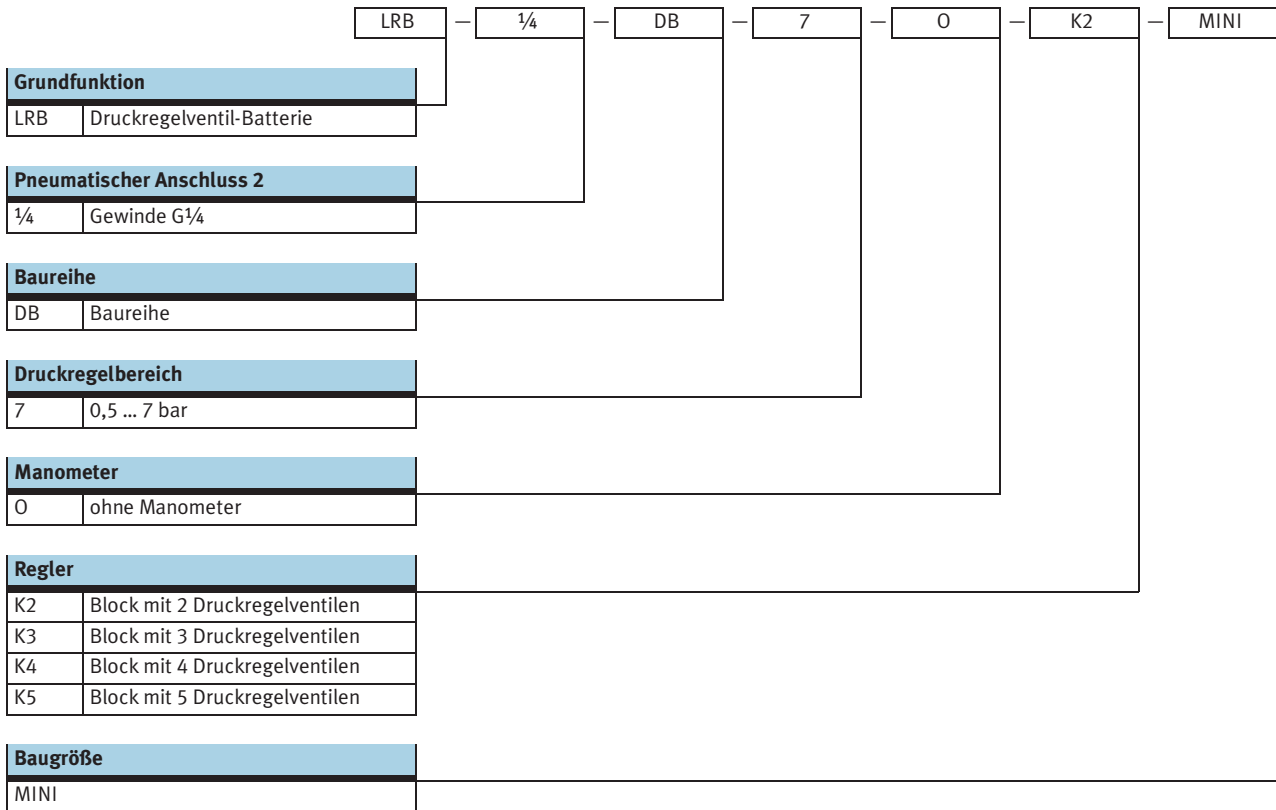 LRB — ¼ — DB — 7 — O — K2 — MINI
Grundfunktion
LRB Druckregelventil-Batterie
Pneumatischer Anschluss 2
¼ Gewinde G¼
Baureihe
DB Baureihe
Druckregelbereich
7 0,5 ... 7 bar
Manometer
O ohne Manometer
Regler
K2 Block mit 2 Druckregelventilen
K3 Block mit 3 Druckregelventilen
K4 Block mit 4 Druckregelventilen
K5 Block mit 5 Druckregelventilen
Baugröße
MINI